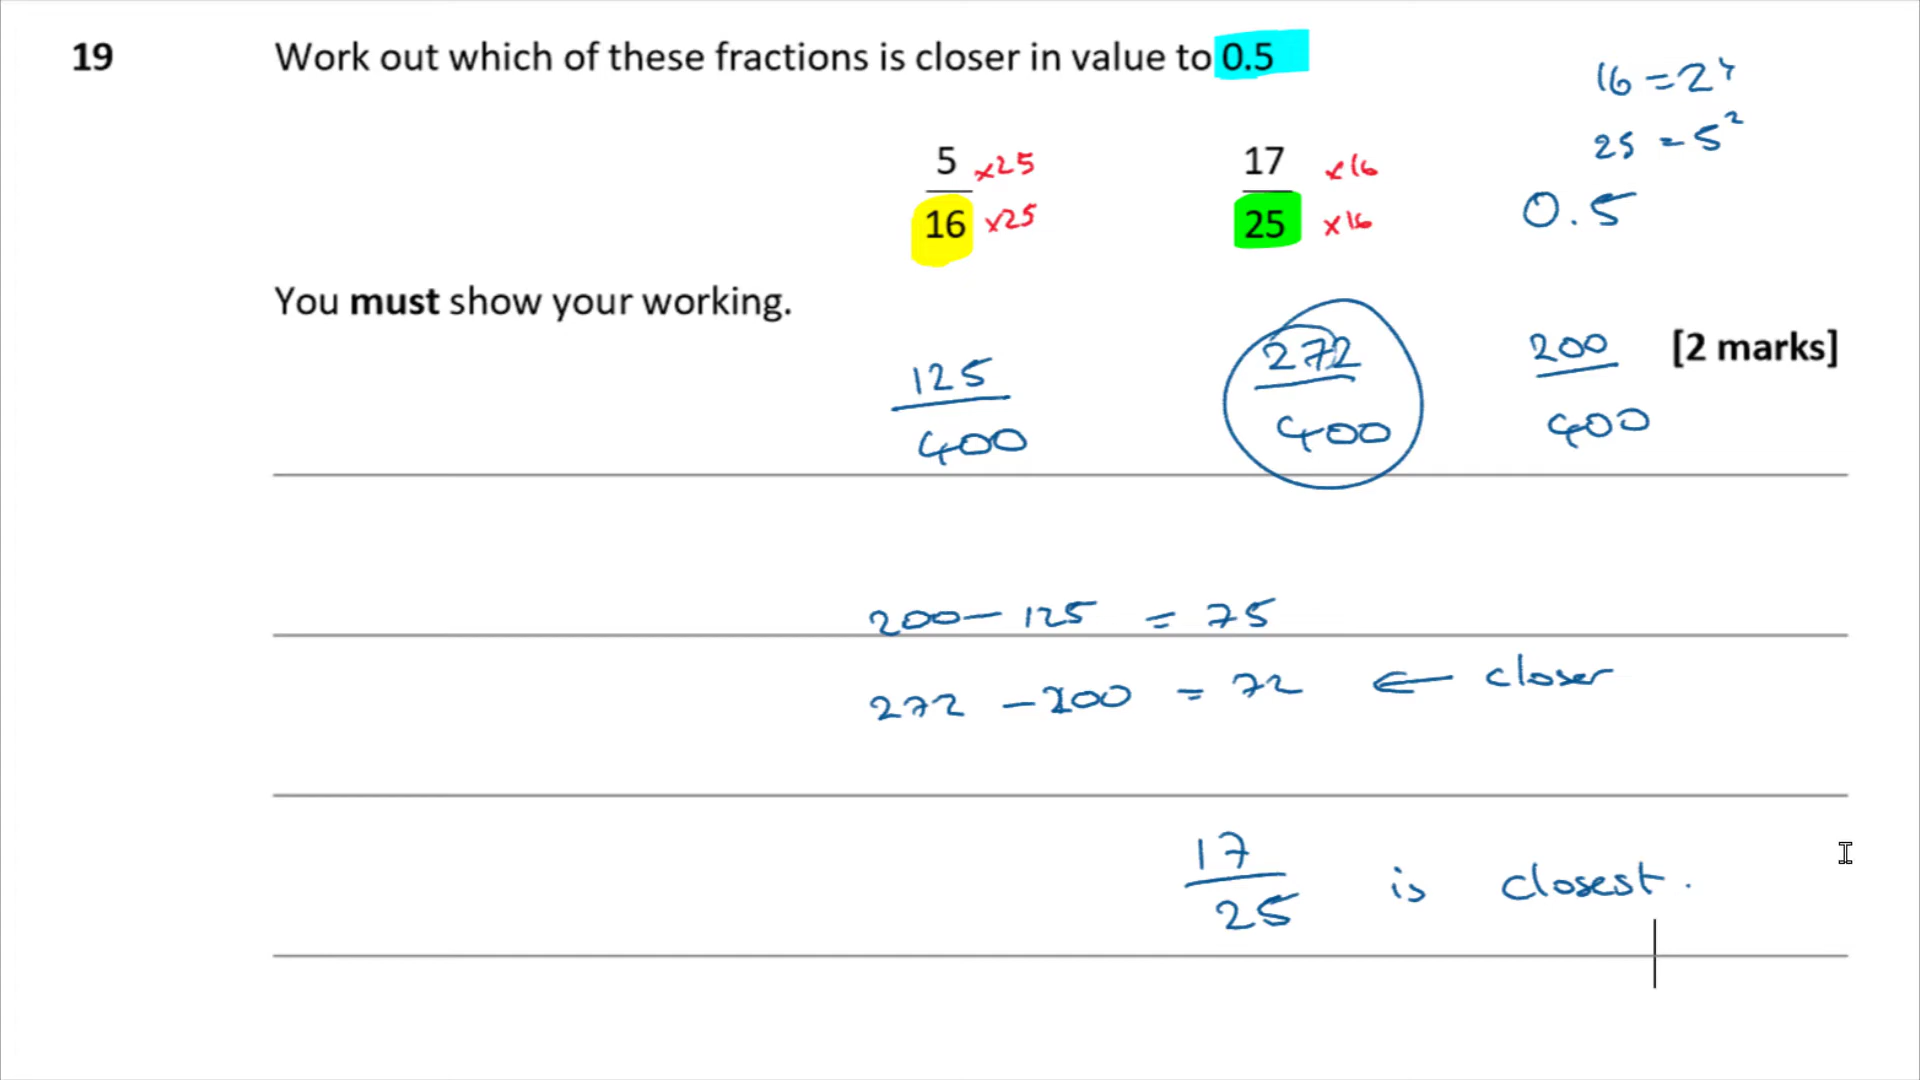 19 Work out which of these fractions is closer in value to 0.5
16 = 2⁴
25 = 5²
0.5
5 ×25 17 ×16
16 ×25 25 ×16
You must show your working.
[2 marks]
125 272 200
400 400 400
200 - 125 = 75
272 - 200 = 72 ← closer
17
25 is closest.